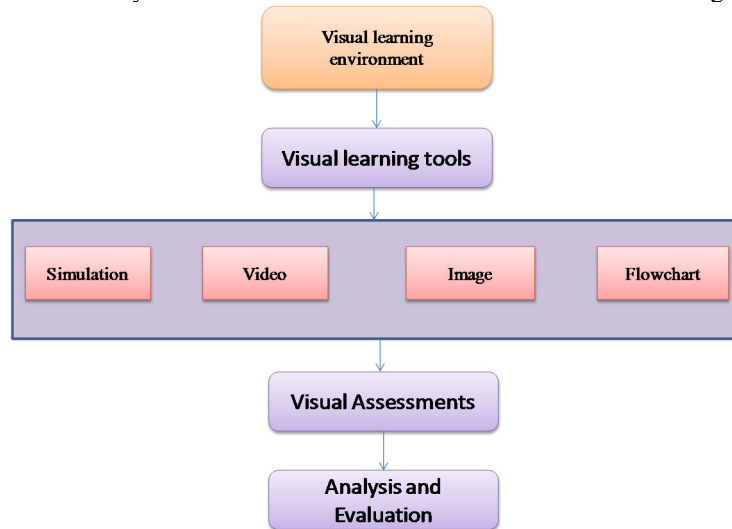 Visual learning
environment
Visual learning tools
Simulation Video Image Flowchart
Visual Assessments
Analysis and
Evaluation